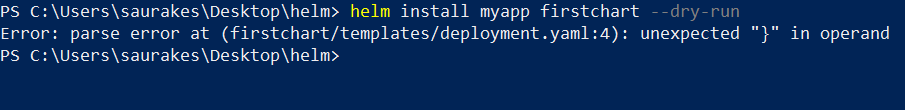 PS C:\Users\saurakes\Desktop\helm> helm install myapp firstchart --dry-run
Error: parse error at (firstchart/templates/deployment.yaml:4): unexpected "}" in operand
PS C:\Users\saurakes\Desktop\helm>